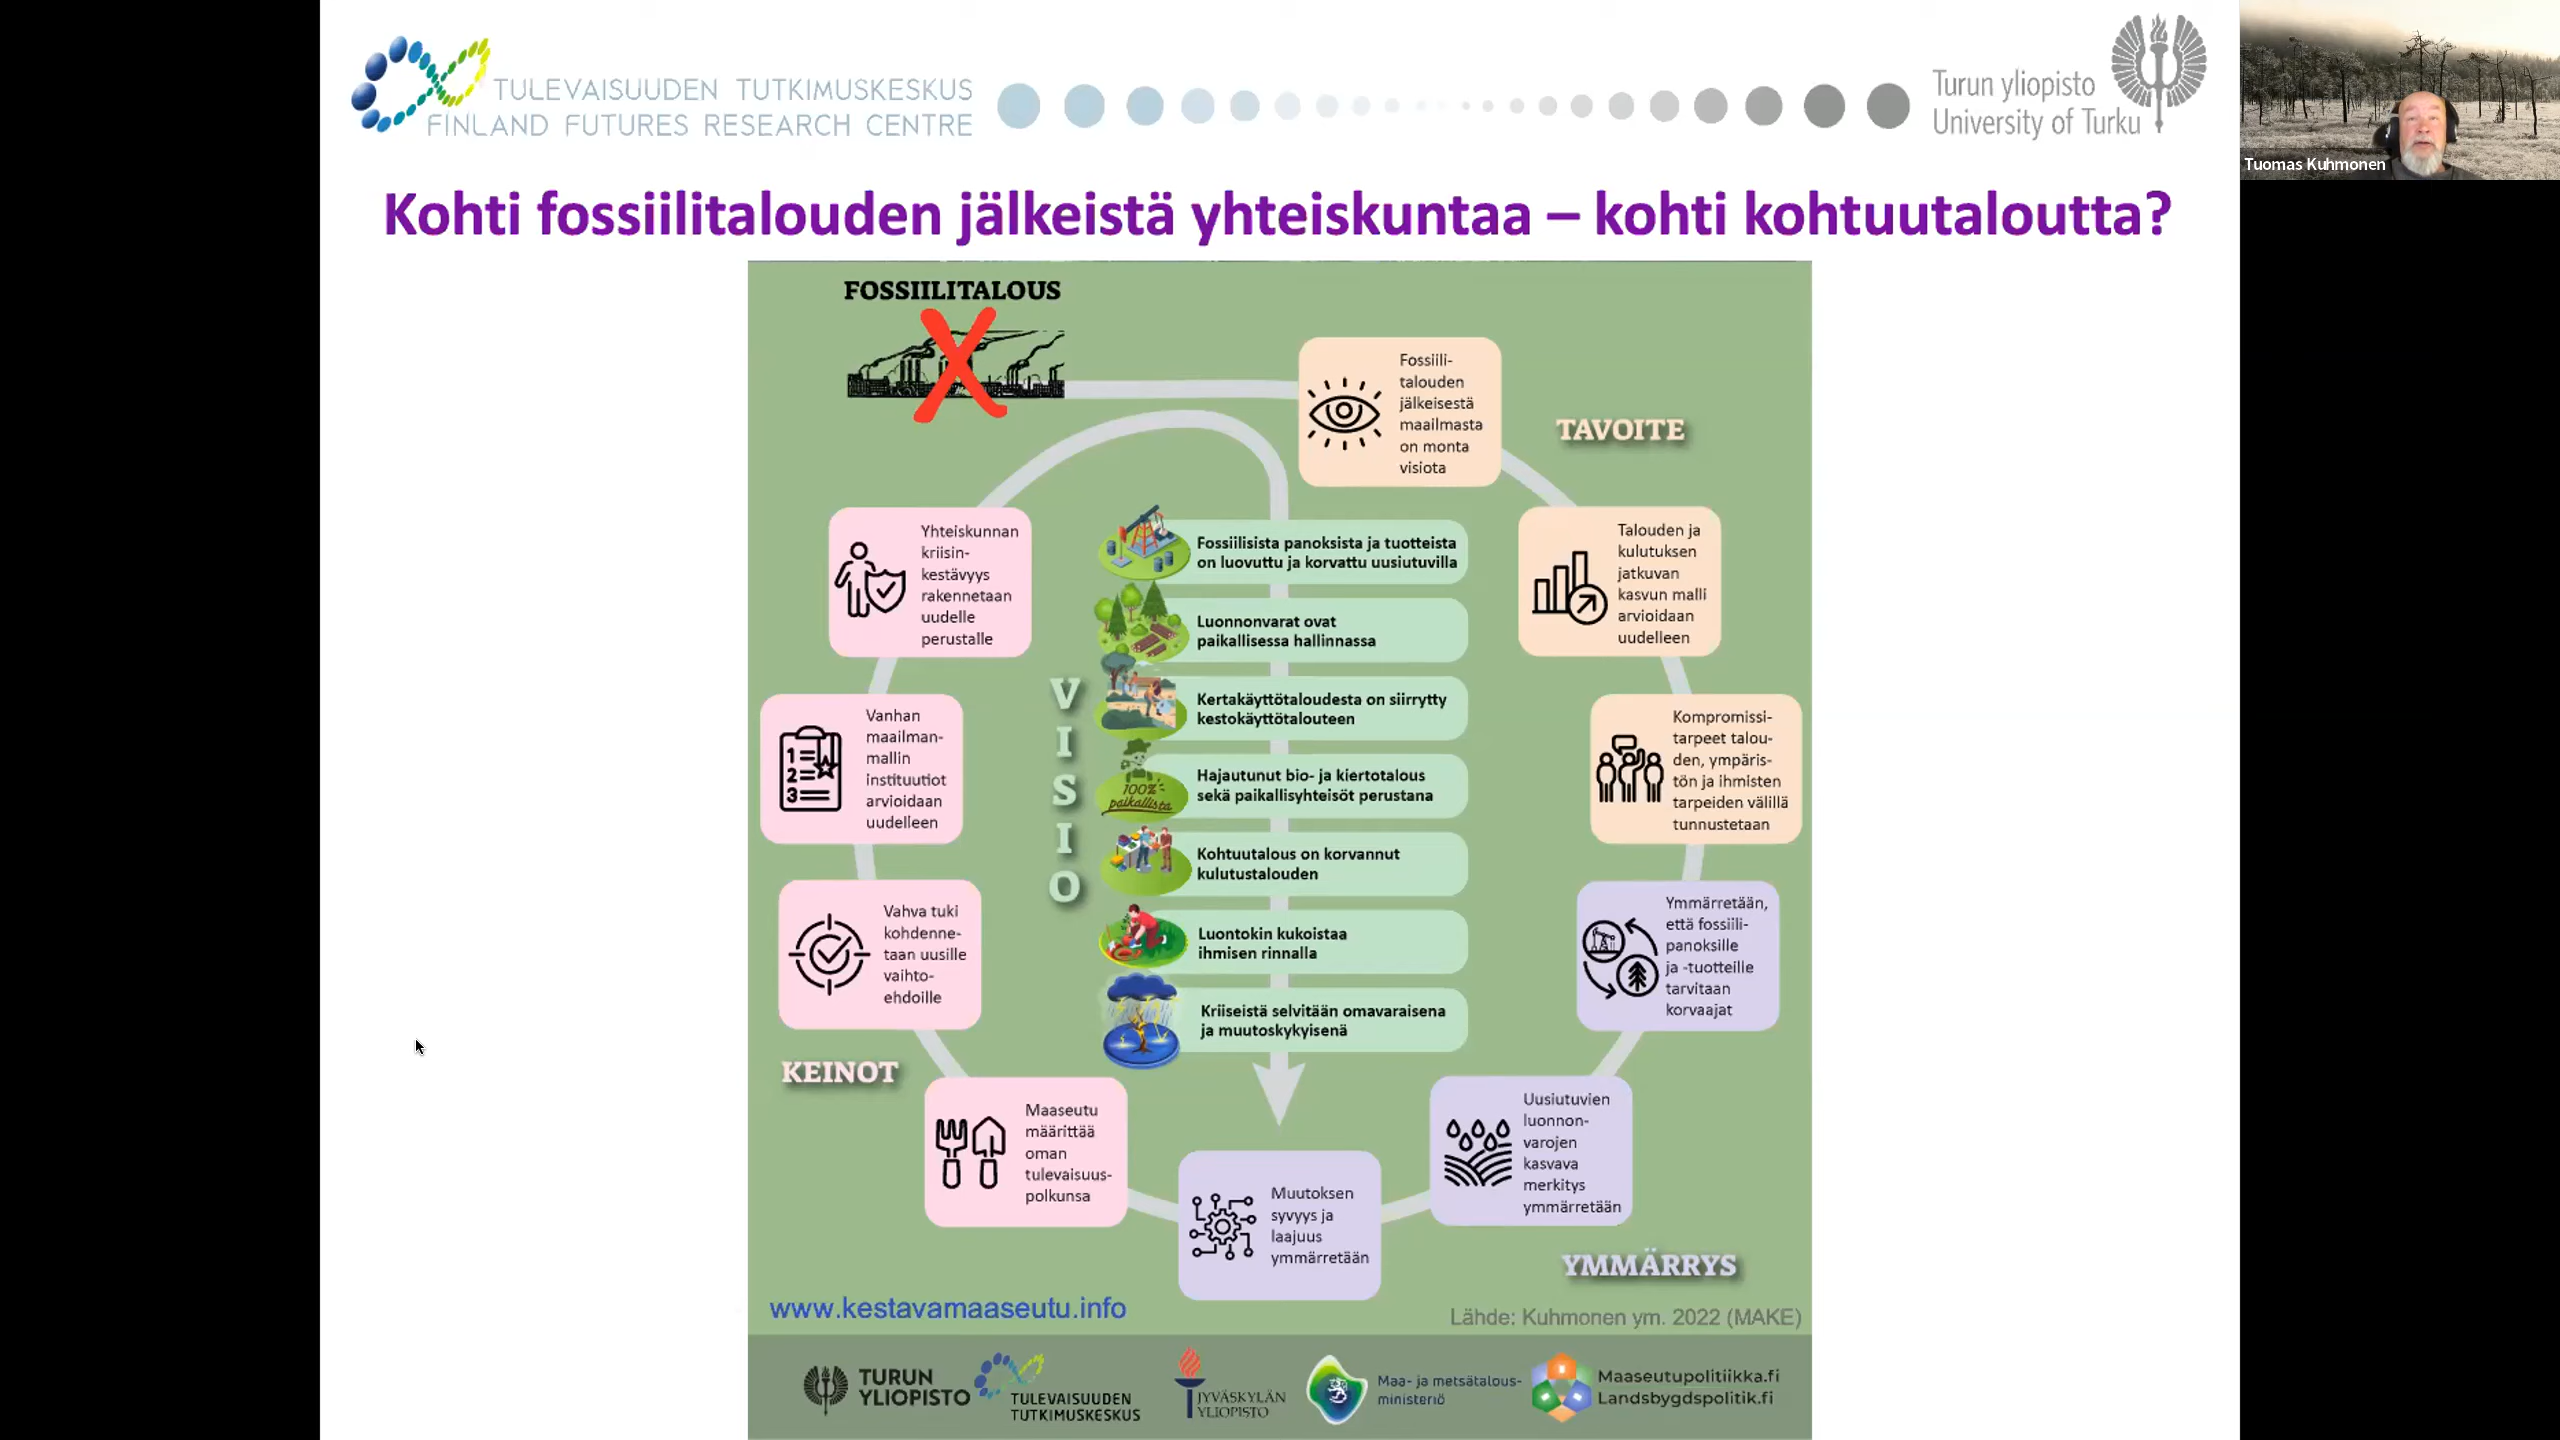 TULEVAISUUDEN TUTKIMUSKESKUS
FINLAND FUTURES RESEARCH CENTRE
Turun yliopisto
University of Turku
Tuomas Kuhmonen
Kohti fossiilitalouden jälkeistä yhteiskuntaa – kohti kohtuutaloutta?
FOSSIILITALOUS
Fossiili-
talouden
jälkeisestä
maailmasta
on monta
visiota
TAVOITE
Talouden ja
kulutuksen
jatkuvan
kasvun malli
arvioidaan
uudelleen
Kompromissi-
tarpeet talou-
den, ympäris-
tön ja ihmisten
tarpeiden välillä
tunnustetaan
Ymmärretään,
että fossiili-
panoksille
ja -tuotteille
tarvitaan
korvaajat
Uusiutuvien
luonnon-
varojen
kasvava
merkitys
ymmärretään
YMMÄRRYS
Muutoksen
syvyys ja
laajuus
ymmärretään
Maaseutu
määrittää
oman
tulevaisuus-
polkunsa
KEINOT
Vahva tuki
kohdenne-
taan uusille
vaihto-
ehdoille
1
2
3
Vanhan
maailman-
mallin
instituutiot
arvioidaan
uudelleen
Yhteiskunnan
kriisin-
kestävyys
rakennetaan
uudelle
perustalle
VISIO
Fossiilisista panoksista ja tuotteista
on luovuttu ja korvattu uusiutuvilla
Luonnonvarat ovat
paikallisessa hallinnassa
Kertakäyttötaloudesta on siirrytty
kestokäyttötalouteen
100%
paikallista
Hajautunut bio- ja kiertotalous
sekä paikallisyhteisöt perustana
Kohtuutalous on korvannut
kulutustalouden
Luontokin kukoistaa
ihmisen rinnalla
Kriiseistä selvitään omavaraisena
ja muutoskykyisenä
www.kestavamaaseutu.info
Lähde: Kuhmonen ym. 2022 (MAKE)
TURUN
YLIOPISTO
TULEVAISUUDEN
TUTKIMUSKESKUS
JYVÄSKYLÄN
YLIOPISTO
Maa- ja metsätalous-
ministeriö
Maaseutupolitiikka.fi
Landsbygdspolitik.fi